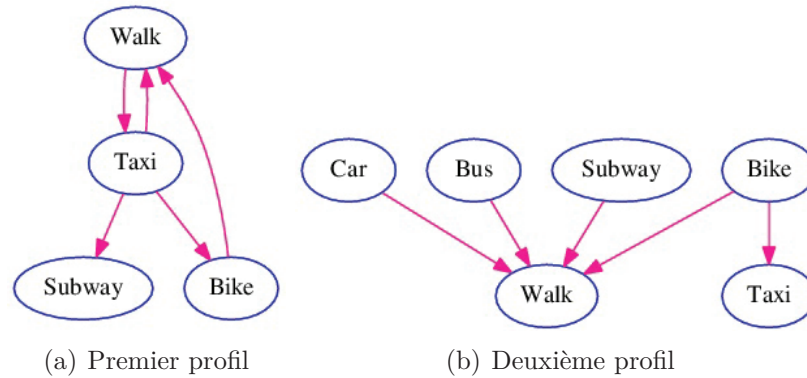 Walk
Taxi
Subway Bike
(a) Premier profil
Car Bus Subway Bike
Walk Taxi
(b) Deuxième profil